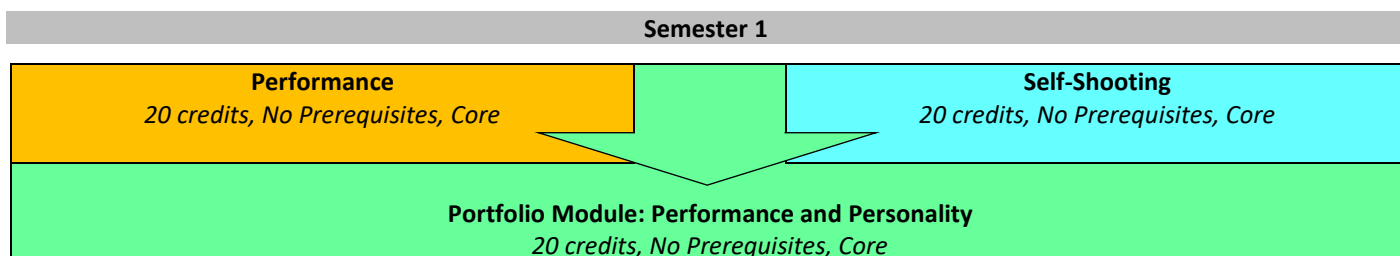 Semester 1
Performance
20 credits, No Prerequisites, Core
Self-Shooting
20 credits, No Prerequisites, Core
Portfolio Module: Performance and Personality
20 credits, No Prerequisites, Core